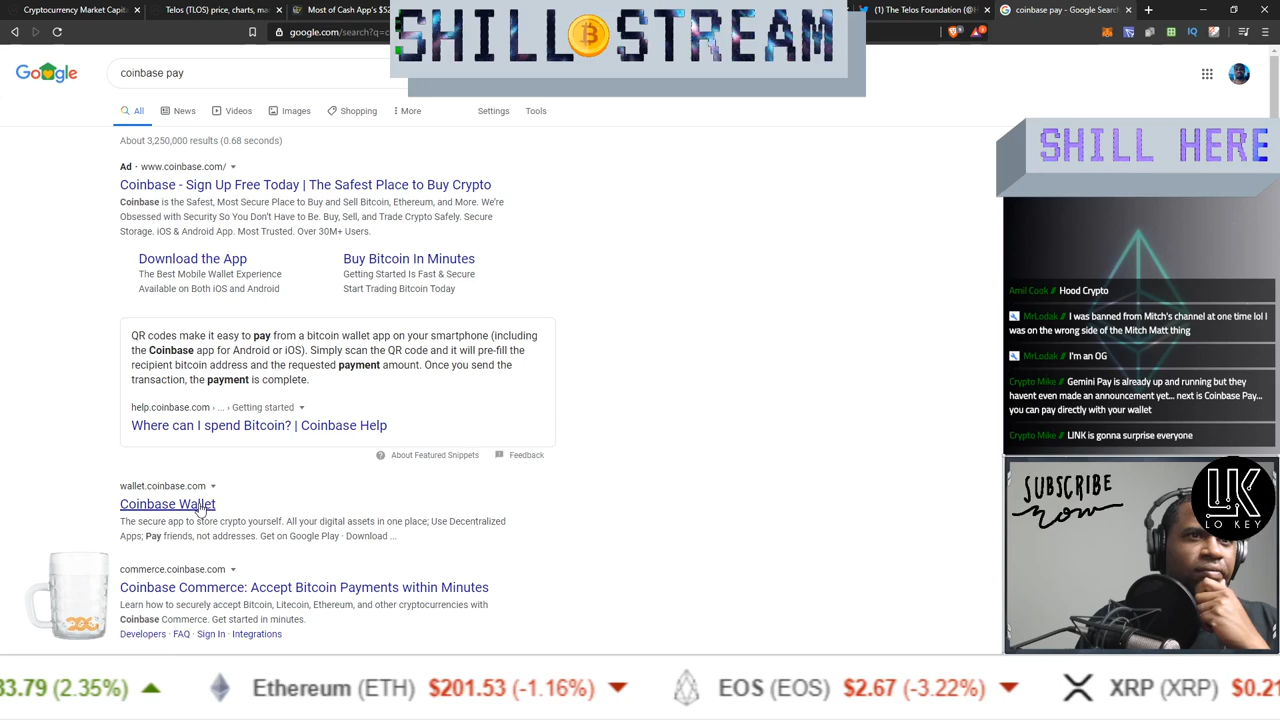 Cryptocurrency Market Capit
Telos (TLOS) price, charts, ma
Most of Cash App's $52
(1) The Telos Foundation (@H
coinbase pay - Google Search
google.com/search?q=c
SHILL STREAM
Google
coinbase pay
All
News
Videos
Images
Shopping
More
Settings
Tools
About 3,250,000 results (0.68 seconds)
Ad · www.coinbase.com/
Coinbase - Sign Up Free Today | The Safest Place to Buy Crypto
Coinbase is the Safest, Most Secure Place to Buy and Sell Bitcoin, Ethereum, and More. We're
Obsessed with Security So You Don't Have to Be. Buy, Sell, and Trade Crypto Safely. Secure
Storage. iOS & Android App. Most Trusted. Over 30M+ Users.
Download the App
The Best Mobile Wallet Experience
Available on Both iOS and Android
Buy Bitcoin In Minutes
Getting Started Is Fast & Secure
Start Trading Bitcoin Today
QR codes make it easy to pay from a bitcoin wallet app on your smartphone (including
the Coinbase app for Android or iOS). Simply scan the QR code and it will pre-fill the
recipient bitcoin address and the requested payment amount. Once you send the
transaction, the payment is complete.
help.coinbase.com › ... › Getting started
Where can I spend Bitcoin? | Coinbase Help
About Featured Snippets
Feedback
wallet.coinbase.com
Coinbase Wallet
The secure app to store crypto yourself. All your digital assets in one place; Use Decentralized
Apps; Pay friends, not addresses. Get on Google Play · Download ...
commerce.coinbase.com
Coinbase Commerce: Accept Bitcoin Payments within Minutes
Learn how to securely accept Bitcoin, Litecoin, Ethereum, and other cryptocurrencies with
Coinbase Commerce. Get started in minutes.
Developers · FAQ · Sign In · Integrations
SHILL HERE
Amil Cook // Hood Crypto
MrLodak // I was banned from Mitch's channel at one time lol I
was on the wrong side of the Mitch Matt thing
MrLodak // I'm an OG
Crypto Mike // Gemini Pay is already up and running but they
havent even made an announcement yet... next is Coinbase Pay...
you can pay directly with your wallet
Crypto Mike // LINK is gonna surprise everyone
SUBSCRIBE
now
LK
LO KEY
33.79 (2.35%)
Ethereum (ETH) $201.53 (-1.16%)
EOS (EOS) $2.67 (-3.22%)
XRP (XRP) $0.21